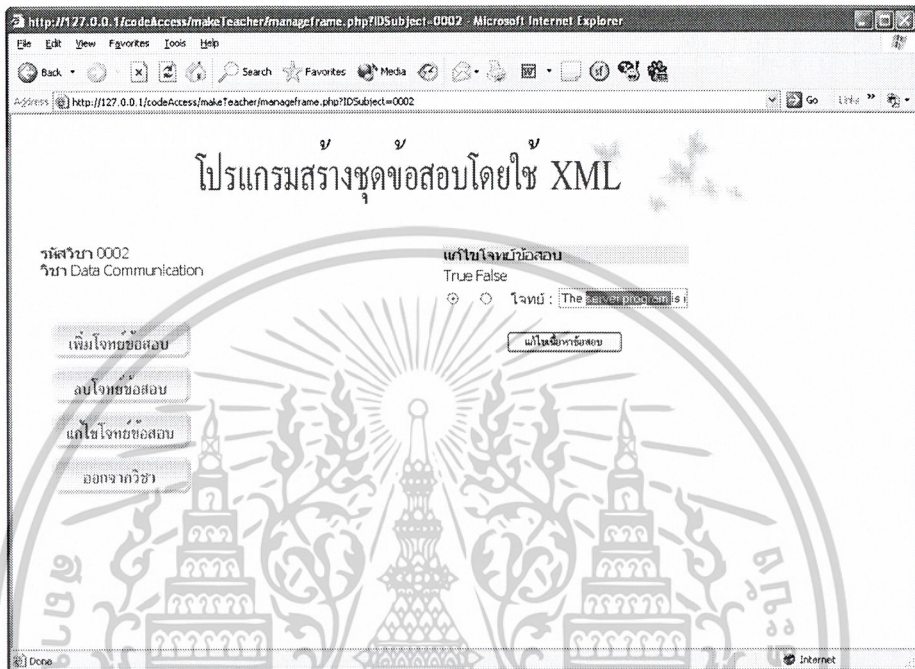 http://127.0.0.1/codeAccess/makeTeacher/manageframe.php?IDSubject=0002 - Microsoft Internet Explorer
File Edit View Favorites Tools Help
Back Search Favorites Media
Address http://127.0.0.1/codeAccess/makeTeacher/manageframe.php?IDSubject=0002 Go Links »
โปรแกรมสร้างชุดข้อสอบโดยใช้ XML
รหัสวิชา 0002
วิชา Data Communication
แก้ไขโจทย์ข้อสอบ
True False
โจทย์ : The server program is
แก้ไขเนื้อหาข้อสอบ
เพิ่มโจทย์ข้อสอบ
ลบโจทย์ข้อสอบ
แก้ไขโจทย์ข้อสอบ
ออกจากวิชา
Done Internet